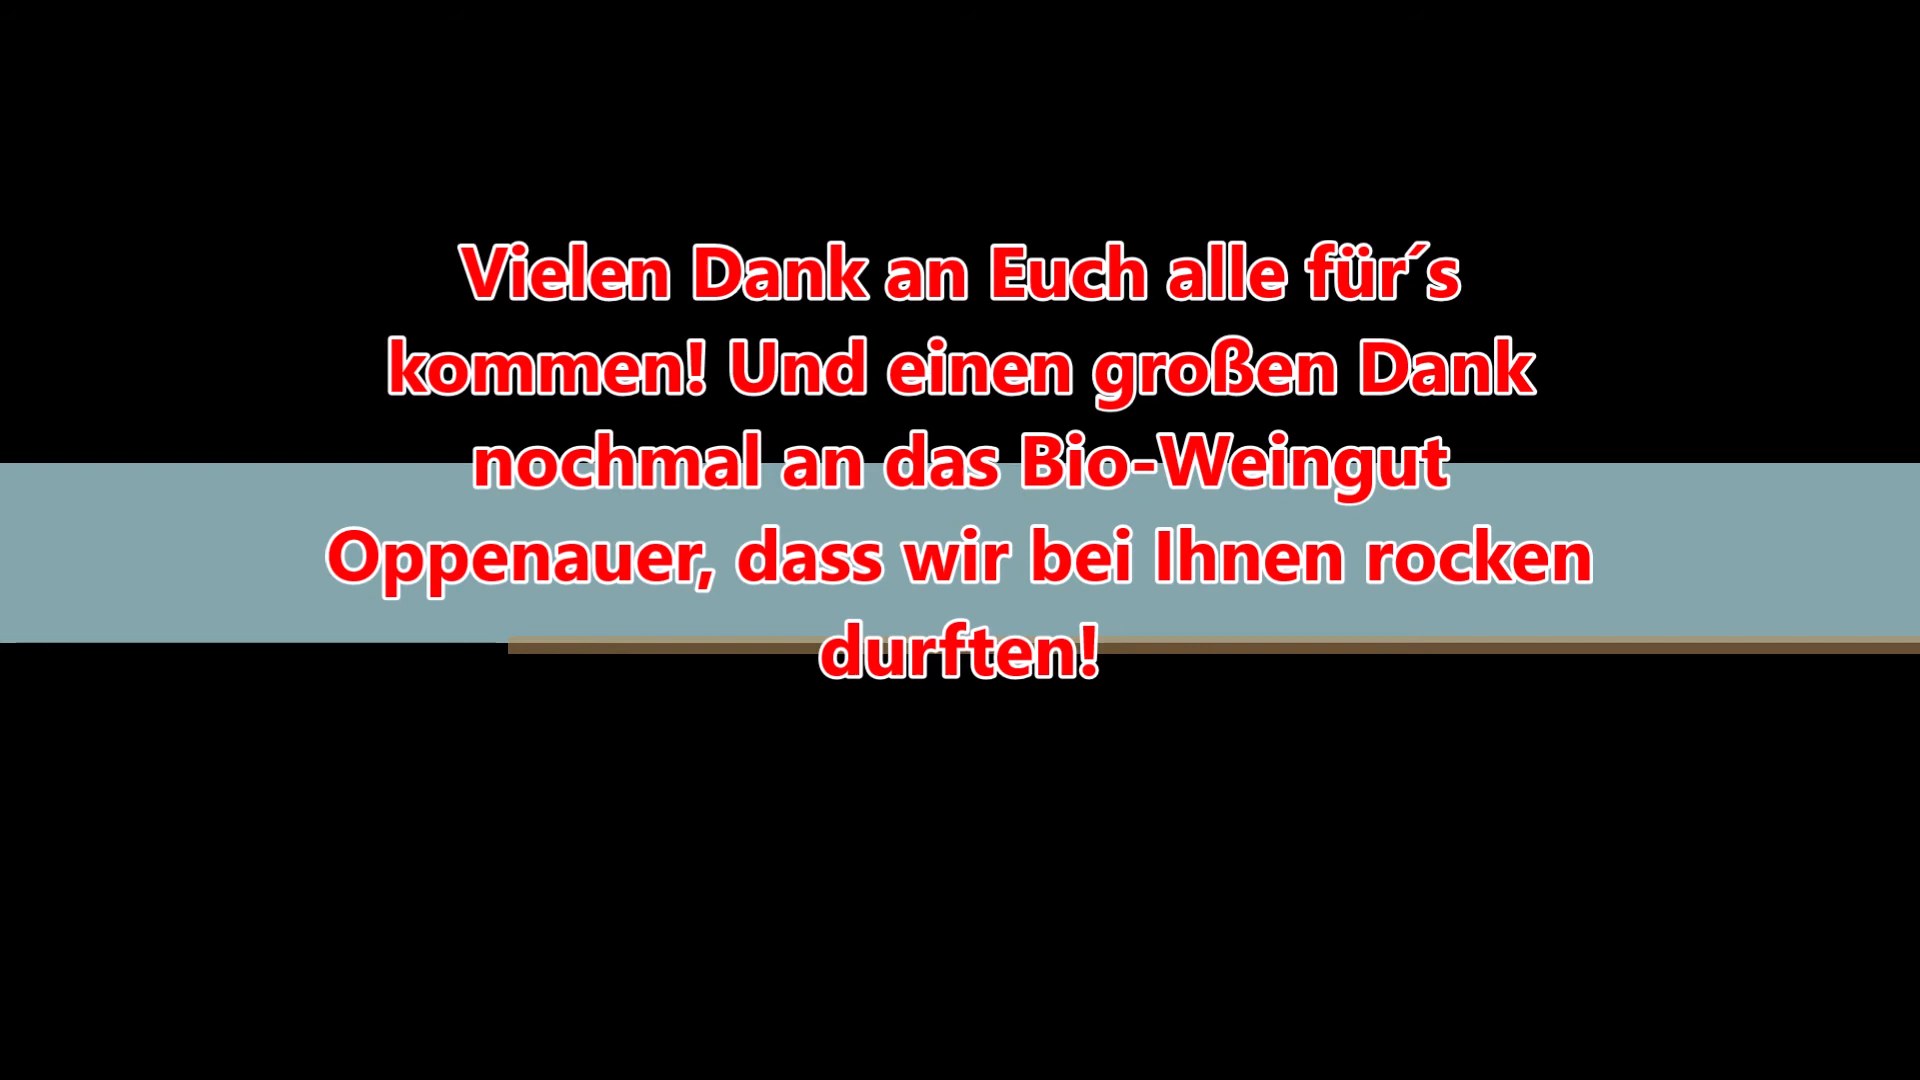 Vielen Dank an Euch alle für´s
kommen! Und einen großen Dank
nochmal an das Bio-Weingut
Oppenauer, dass wir bei Ihnen rocken
durften!